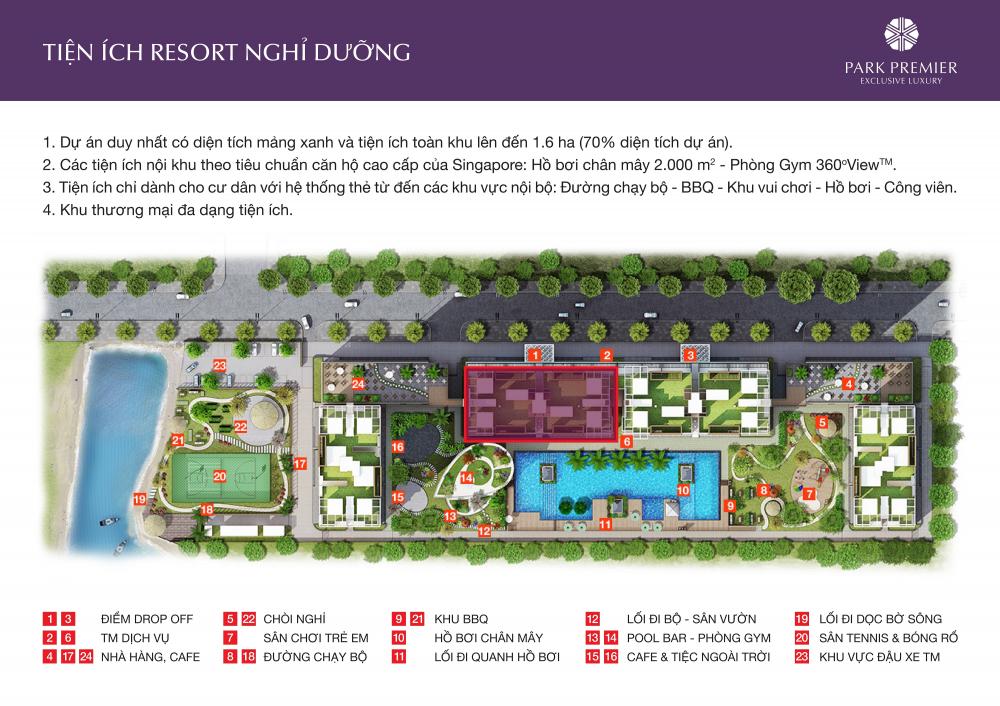 TIỆN ÍCH RESORT NGHỈ DƯỠNG
PARK PREMIER
EXCLUSIVE LUXURY
1. Dự án duy nhất có diện tích mảng xanh và tiện ích toàn khu lên đến 1.6 ha (70% diện tích dự án).
2. Các tiện ích nội khu theo tiêu chuẩn căn hộ cao cấp của Singapore: Hồ bơi chân mây 2.000 m² - Phòng Gym 360ºView™.
3. Tiện ích chỉ dành cho cư dân với hệ thống thẻ từ đến các khu vực nội bộ: Đường chạy bộ - BBQ - Khu vui chơi - Hồ bơi - Công viên.
4. Khu thương mại đa dạng tiện ích.
1
2
3
23
24
4
22
5
21
6
16
17
20
14
10
8
7
15
19
9
18
13
11
12
1 3 ĐIỂM DROP OFF
2 6 TM DỊCH VỤ
4 17 24 NHÀ HÀNG, CAFE
5 22 CHÒI NGHỈ
7 SÂN CHƠI TRẺ EM
8 18 ĐƯỜNG CHẠY BỘ
9 21 KHU BBQ
10 HỒ BƠI CHÂN MÂY
11 LỐI ĐI QUANH HỒ BƠI
12 LỐI ĐI BỘ - SÂN VƯỜN
13 14 POOL BAR - PHÒNG GYM
15 16 CAFE & TIỆC NGOÀI TRỜI
19 LỐI ĐI DỌC BỜ SÔNG
20 SÂN TENNIS & BÓNG RỔ
23 KHU VỰC ĐẬU XE TM